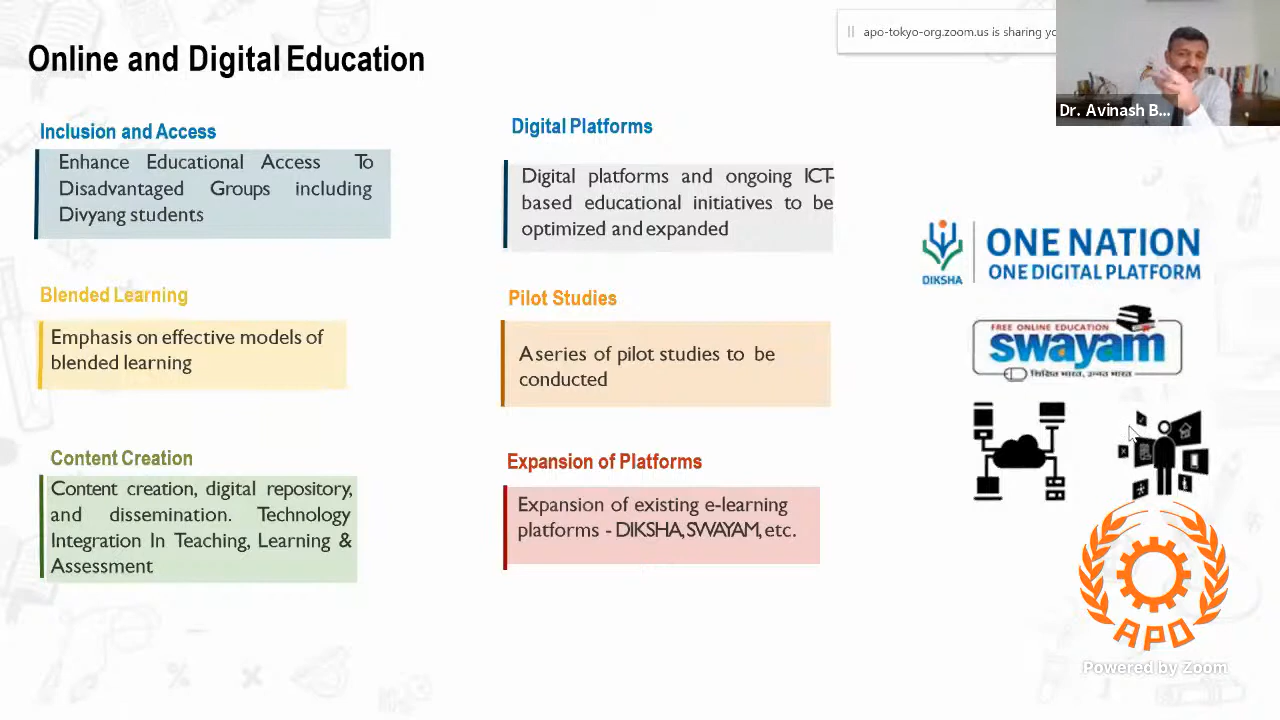 Online and Digital Education
apo-tokyo-org.zoom.us is sharing yo
Dr. Avinash B...
Inclusion and Access
Enhance Educational Access To
Disadvantaged Groups including
Divyang students
Digital Platforms
Digital platforms and ongoing ICT-
based educational initiatives to be
optimized and expanded
Blended Learning
Emphasis on effective models of
blended learning
Pilot Studies
A series of pilot studies to be
conducted
Content Creation
Content creation, digital repository,
and dissemination. Technology
Integration In Teaching, Learning &
Assessment
Expansion of Platforms
Expansion of existing e-learning
platforms - DIKSHA, SWAYAM, etc.
DIKSHA
ONE NATION
ONE DIGITAL PLATFORM
FREE ONLINE EDUCATION
swayam
शिक्षित भारत, उन्नत भारत
APO
Powered by Zoom